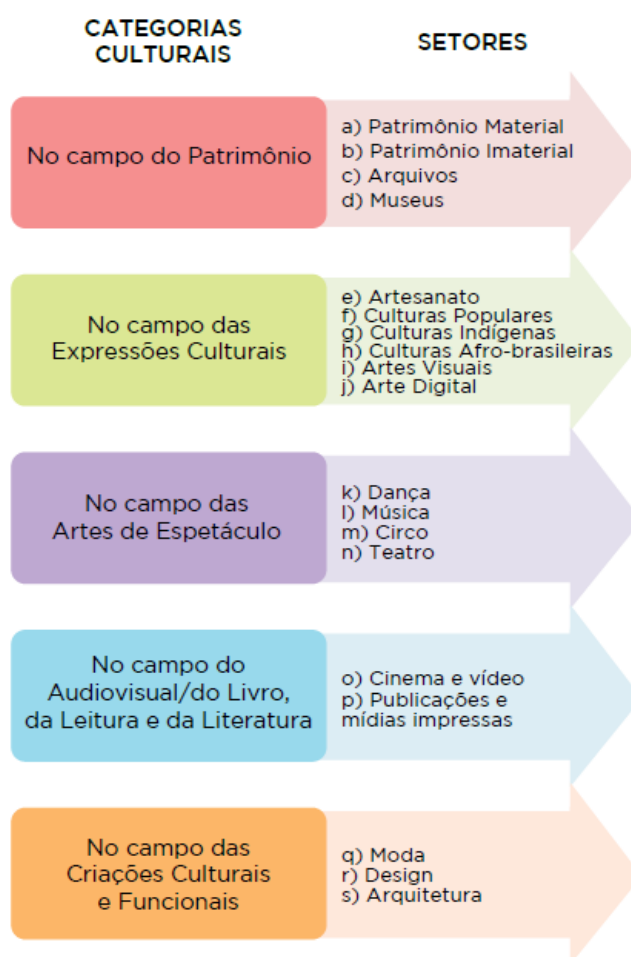 CATEGORIAS
CULTURAIS
SETORES
No campo do Patrimônio
a) Patrimônio Material
b) Patrimônio Imaterial
c) Arquivos
d) Museus
No campo das
Expressões Culturais
e) Artesanato
f) Culturas Populares
g) Culturas Indígenas
h) Culturas Afro-brasileiras
i) Artes Visuais
j) Arte Digital
No campo das
Artes de Espetáculo
k) Dança
l) Música
m) Circo
n) Teatro
No campo do
Audiovisual/do Livro,
da Leitura e da Literatura
o) Cinema e vídeo
p) Publicações e
mídias impressas
No campo das
Criações Culturais
e Funcionais
q) Moda
r) Design
s) Arquitetura